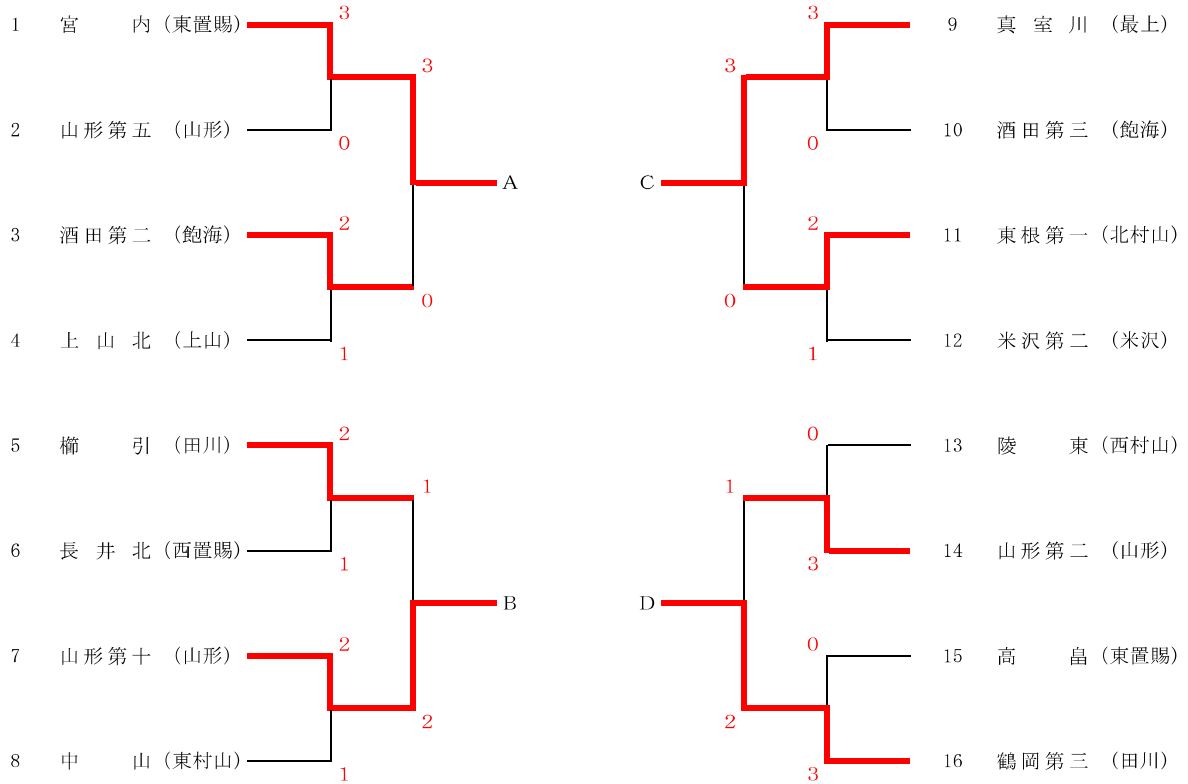 1 宮内 (東置賜) 3
3
2 山形第五 (山形) 0
A
3 酒田第二 (飽海) 2
0
4 上山北 (上山) 1
5 櫛引 (田川) 2
1
6 長井北 (西置賜) 1
B
7 山形第十 (山形) 2
2
8 中山 (東村山) 1
3 9 真室川 (最上)
3
0 10 酒田第三 (飽海)
C
2 11 東根第一 (北村山)
0
1 12 米沢第二 (米沢)
0 13 陵東 (西村山)
1
3 14 山形第二 (山形)
D
0 15 高畠 (東置賜)
2
3 16 鶴岡第三 (田川)